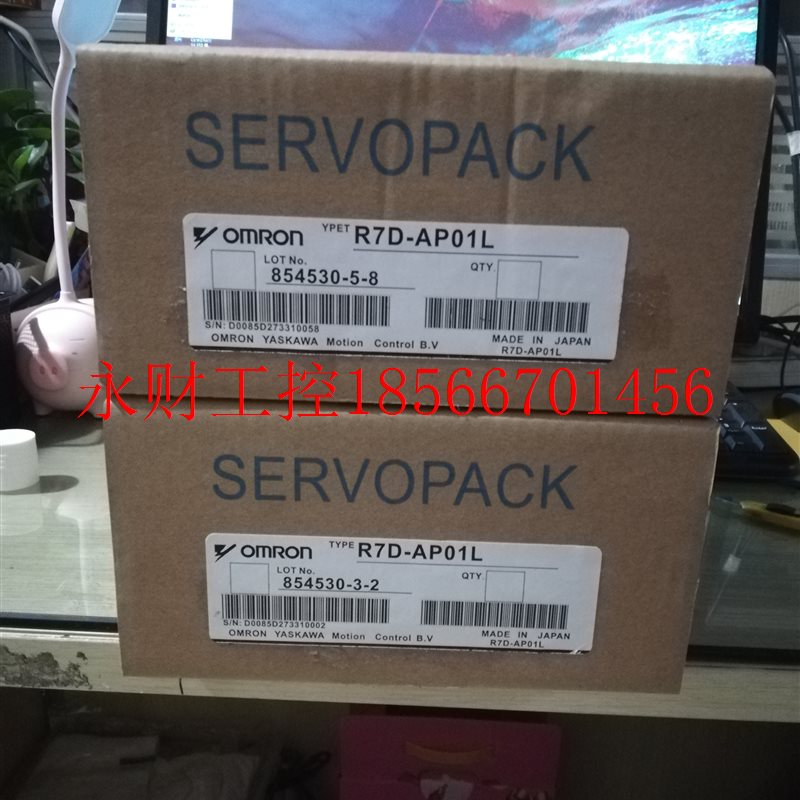 SERVOPACK
OMRON YPET R7D-AP01L
LOT No. QTY.
854530-5-8
S/N: D0085D273310058 MADE IN JAPAN
OMRON YASKAWA Motion Control B.V R7D-AP01L
永财工控18566701456
SERVOPACK
OMRON TYPE R7D-AP01L
LOT No. QTY.
854530-3-2
S/N: D0085D273310002 MADE IN JAPAN
OMRON YASKAWA Motion Control B.V R7D-AP01L